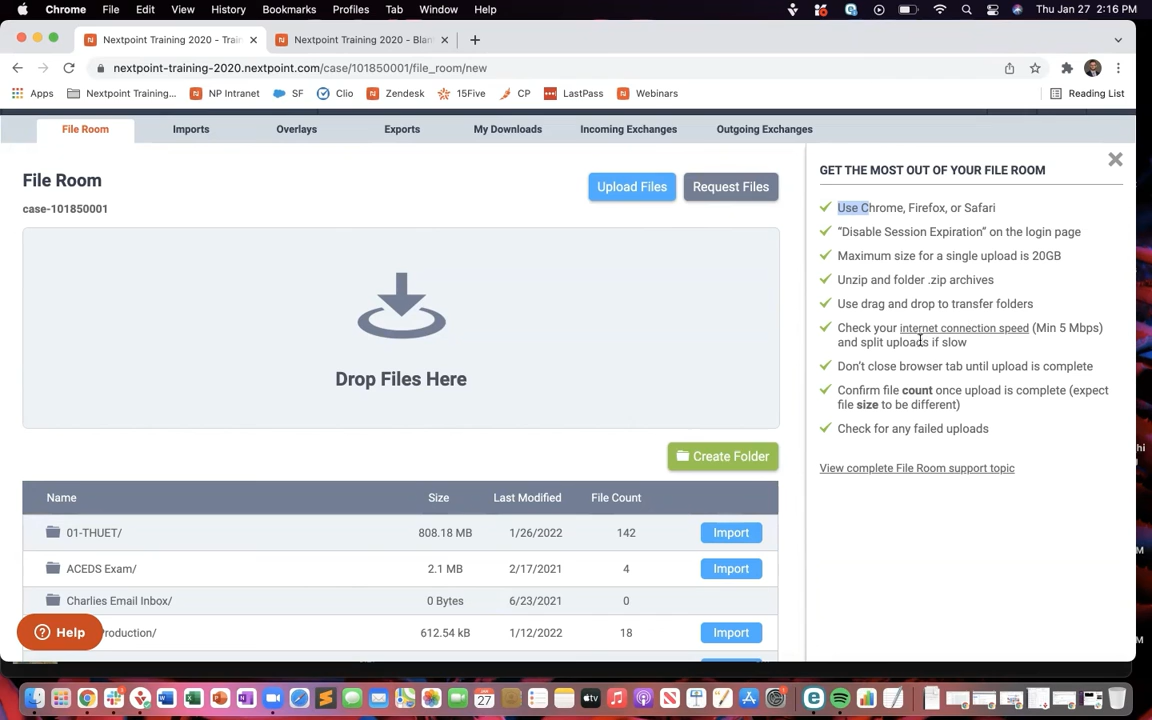 Chrome File Edit View History Bookmarks Profiles Tab Window Help Thu Jan 27 2:16 PM
Nextpoint Training 2020 - Trai Nextpoint Training 2020 - Blan
nextpoint-training-2020.nextpoint.com/case/101850001/file_room/new
Apps Nextpoint Training... NP Intranet SF Clio Zendesk 15Five CP LastPass Webinars Reading List
File Room Imports Overlays Exports My Downloads Incoming Exchanges Outgoing Exchanges
File Room
case-101850001
Upload Files Request Files
Drop Files Here
Create Folder
Name Size Last Modified File Count
01-THUET/ 808.18 MB 1/26/2022 142 Import
ACEDS Exam/ 2.1 MB 2/17/2021 4 Import
Charlies Email Inbox/ 0 Bytes 6/23/2021 0
roduction/ 612.54 kB 1/12/2022 18 Import
Help
GET THE MOST OUT OF YOUR FILE ROOM
Use Chrome, Firefox, or Safari
“Disable Session Expiration” on the login page
Maximum size for a single upload is 20GB
Unzip and folder .zip archives
Use drag and drop to transfer folders
Check your internet connection speed (Min 5 Mbps)
and split uploads if slow
Don’t close browser tab until upload is complete
Confirm file count once upload is complete (expect
file size to be different)
Check for any failed uploads
View complete File Room support topic